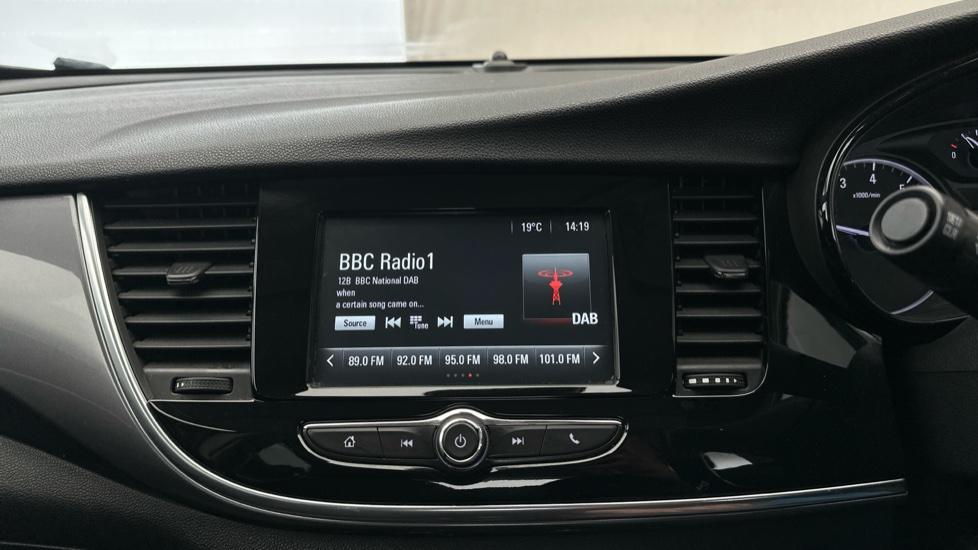 19°C 14:19
BBC Radio1
12B BBC National DAB
when
a certain song came on...
Source Tune Menu
DAB
89.0 FM 92.0 FM 95.0 FM 98.0 FM 101.0 FM
3 4 5
x1000/min
0